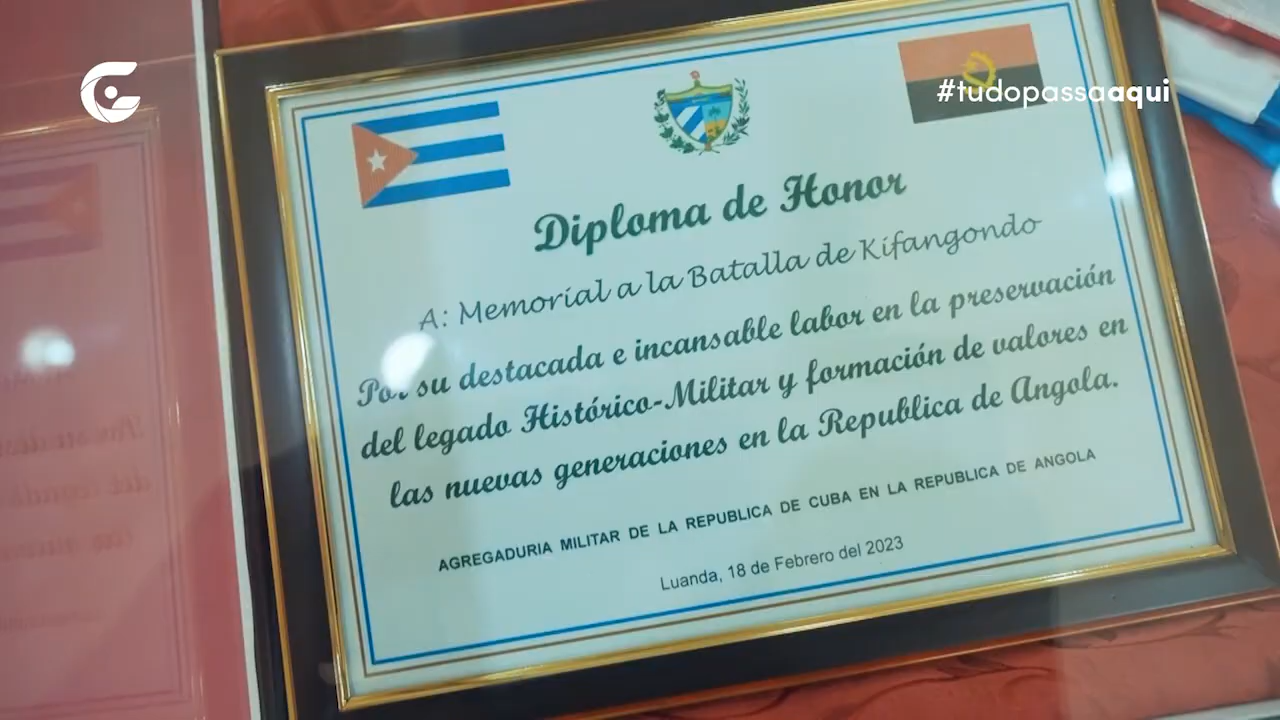 #tudopassaaqui
Diploma de Honor
A: Memorial a la Batalla de Kifangondo
Por su destacada e incansable labor en la preservación
del legado Histórico-Militar y formación de valores en
las nuevas generaciones en la Republica de Angola.
AGREGADURIA MILITAR DE LA REPUBLICA DE CUBA EN LA REPUBLICA DE ANGOLA
Luanda, 18 de Febrero del 2023